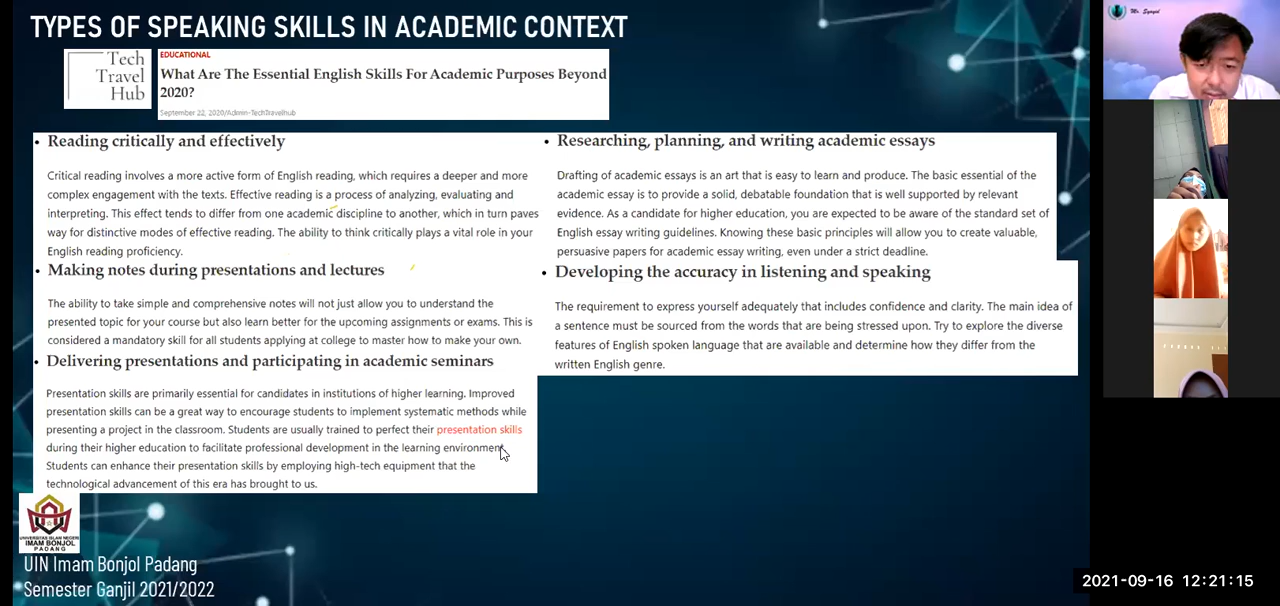 TYPES OF SPEAKING SKILLS IN ACADEMIC CONTEXT
Tech
Travel
Hub
EDUCATIONAL
What Are The Essential English Skills For Academic Purposes Beyond
2020?
September 22, 2020/Admin-TechTravelhub
• Reading critically and effectively
Critical reading involves a more active form of English reading, which requires a deeper and more
complex engagement with the texts. Effective reading is a process of analyzing, evaluating and
interpreting. This effect tends to differ from one academic discipline to another, which in turn paves
way for distinctive modes of effective reading. The ability to think critically plays a vital role in your
English reading proficiency.
• Making notes during presentations and lectures
The ability to take simple and comprehensive notes will not just allow you to understand the
presented topic for your course but also learn better for the upcoming assignments or exams. This is
considered a mandatory skill for all students applying at college to master how to make your own.
• Delivering presentations and participating in academic seminars
Presentation skills are primarily essential for candidates in institutions of higher learning. Improved
presentation skills can be a great way to encourage students to implement systematic methods while
presenting a project in the classroom. Students are usually trained to perfect their presentation skills
during their higher education to facilitate professional development in the learning environment.
Students can enhance their presentation skills by employing high-tech equipment that the
technological advancement of this era has brought to us.
• Researching, planning, and writing academic essays
Drafting of academic essays is an art that is easy to learn and produce. The basic essential of the
academic essay is to provide a solid, debatable foundation that is well supported by relevant
evidence. As a candidate for higher education, you are expected to be aware of the standard set of
English essay writing guidelines. Knowing these basic principles will allow you to create valuable,
persuasive papers for academic essay writing, even under a strict deadline.
• Developing the accuracy in listening and speaking
The requirement to express yourself adequately that includes confidence and clarity. The main idea of
a sentence must be sourced from the words that are being stressed upon. Try to explore the diverse
features of English spoken language that are available and determine how they differ from the
written English genre.
UNIVERSITAS ISLAM NEGERI
IMAM BONJOL
PADANG
UIN Imam Bonjol Padang
Semester Ganjil 2021/2022
Mr. Syayid
2021-09-16 12:21:15